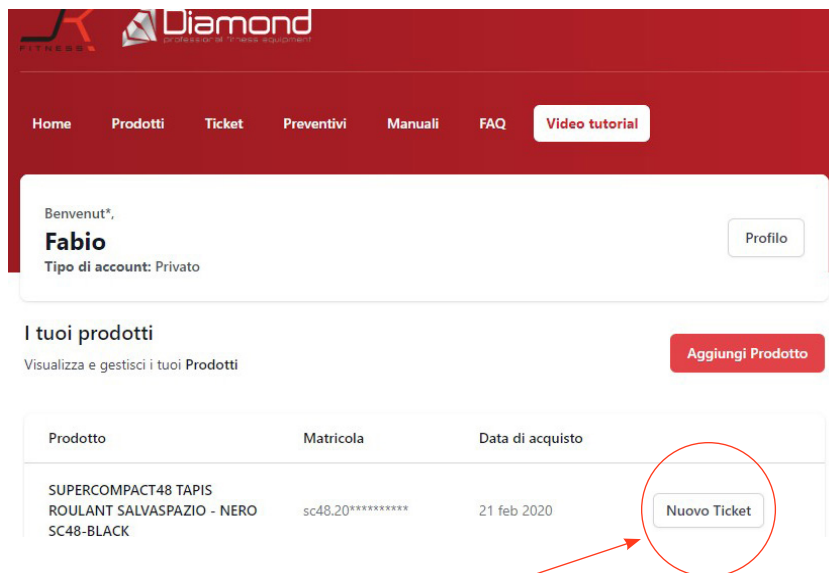 JK
FITNESS
Diamond
professional fitness equipment
Home Prodotti Ticket Preventivi Manuali FAQ Video tutorial
Benvenut*,
Fabio
Profilo
Tipo di account: Privato
I tuoi prodotti
Aggiungi Prodotto
Visualizza e gestisci i tuoi Prodotti
Prodotto Matricola Data di acquisto
SUPERCOMPACT48 TAPIS
ROULANT SALVASPAZIO - NERO sc48.20********** 21 feb 2020 Nuovo Ticket
SC48-BLACK